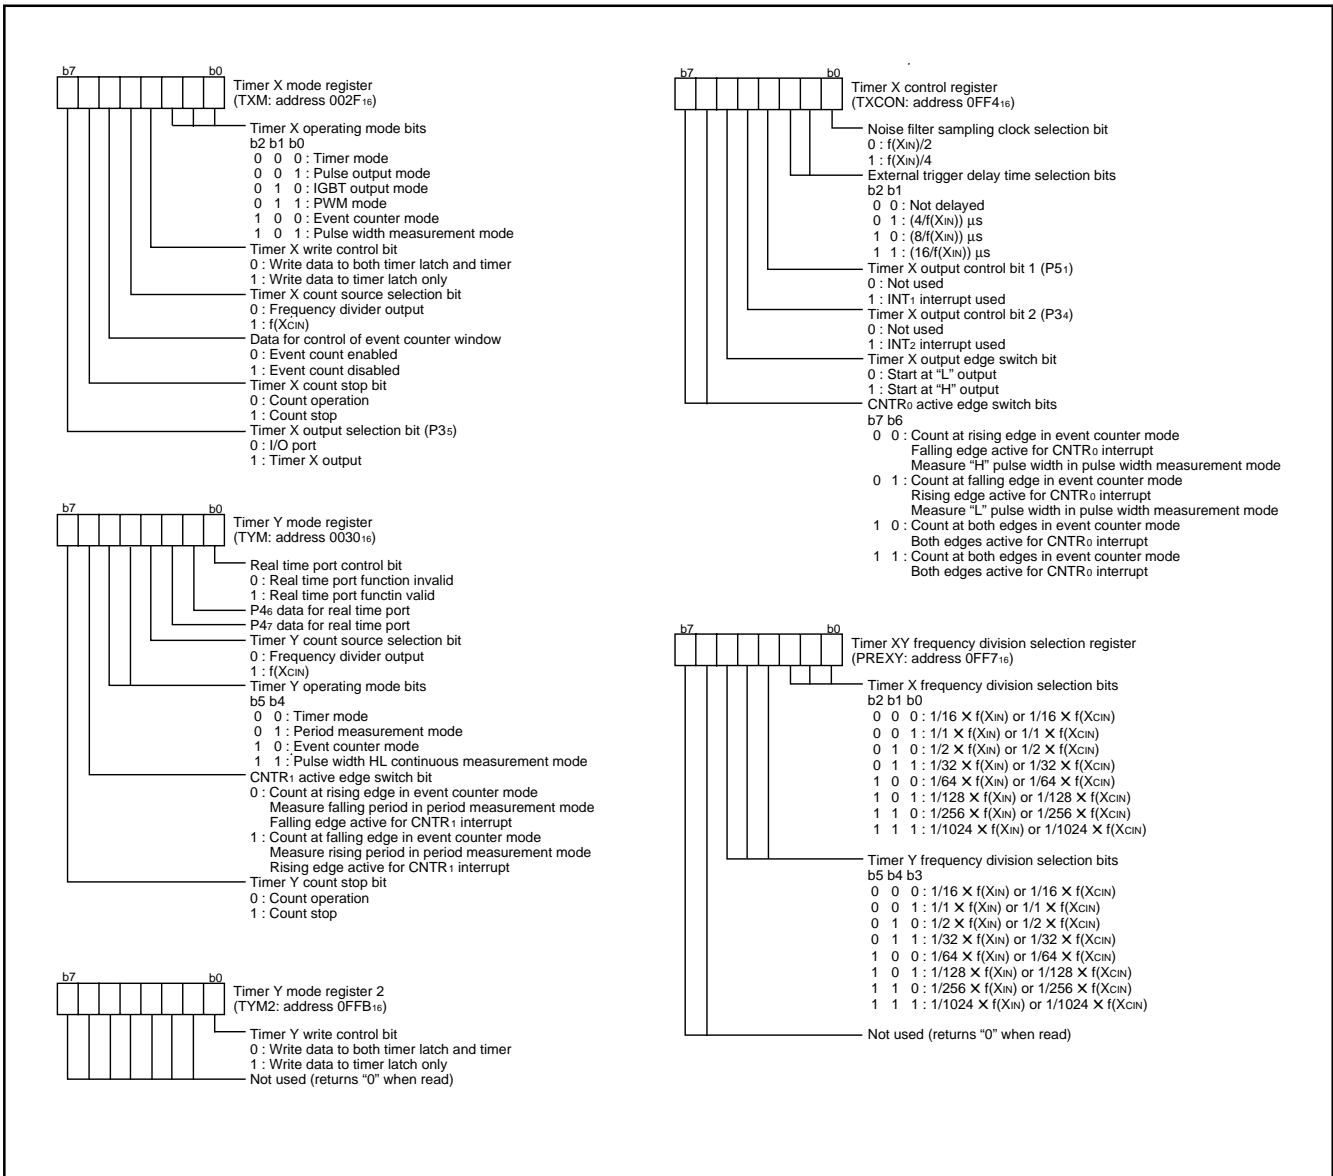 b7 b0
Timer X mode register
(TXM: address 002F16)
Timer X operating mode bits
b2 b1 b0
0 0 0 : Timer mode
0 0 1 : Pulse output mode
0 1 0 : IGBT output mode
0 1 1 : PWM mode
1 0 0 : Event counter mode
1 0 1 : Pulse width measurement mode
Timer X write control bit
0 : Write data to both timer latch and timer
1 : Write data to timer latch only
Timer X count source selection bit
0 : Frequency divider output
1 : f(XCIN)
Data for control of event counter window
0 : Event count enabled
1 : Event count disabled
Timer X count stop bit
0 : Count operation
1 : Count stop
Timer X output selection bit (P35)
0 : I/O port
1 : Timer X output
b7 b0
Timer Y mode register
(TYM: address 003016)
Real time port control bit
0 : Real time port function invalid
1 : Real time port functin valid
P46 data for real time port
P47 data for real time port
Timer Y count source selection bit
0 : Frequency divider output
1 : f(XCIN)
Timer Y operating mode bits
b5 b4
0 0 : Timer mode
0 1 : Period measurement mode
1 0 : Event counter mode
1 1 : Pulse width HL continuous measurement mode
CNTR1 active edge switch bit
0 : Count at rising edge in event counter mode
Measure falling period in period measurement mode
Falling edge active for CNTR1 interrupt
1 : Count at falling edge in event counter mode
Measure rising period in period measurement mode
Rising edge active for CNTR1 interrupt
Timer Y count stop bit
0 : Count operation
1 : Count stop
b7 b0
Timer Y mode register 2
(TYM2: address 0FFB16)
Timer Y write control bit
0 : Write data to both timer latch and timer
1 : Write data to timer latch only
Not used (returns “0” when read)
b7 b0
Timer X control register
(TXCON: address 0FF416)
Noise filter sampling clock selection bit
0 : f(XIN)/2
1 : f(XIN)/4
External trigger delay time selection bits
b2 b1
0 0 : Not delayed
0 1 : (4/f(XIN)) µs
1 0 : (8/f(XIN)) µs
1 1 : (16/f(XIN)) µs
Timer X output control bit 1 (P51)
0 : Not used
1 : INT1 interrupt used
Timer X output control bit 2 (P34)
0 : Not used
1 : INT2 interrupt used
Timer X output edge switch bit
0 : Start at “L” output
1 : Start at “H” output
CNTR0 active edge switch bits
b7 b6
0 0 : Count at rising edge in event counter mode
Falling edge active for CNTR0 interrupt
Measure “H” pulse width in pulse width measurement mode
0 1 : Count at falling edge in event counter mode
Rising edge active for CNTR0 interrupt
Measure “L” pulse width in pulse width measurement mode
1 0 : Count at both edges in event counter mode
Both edges active for CNTR0 interrupt
1 1 : Count at both edges in event counter mode
Both edges active for CNTR0 interrupt
b7 b0
Timer XY frequency division selection register
(PREXY: address 0FF716)
Timer X frequency division selection bits
b2 b1 b0
0 0 0 : 1/16 × f(XIN) or 1/16 × f(XCIN)
0 0 1 : 1/1 × f(XIN) or 1/1 × f(XCIN)
0 1 0 : 1/2 × f(XIN) or 1/2 × f(XCIN)
0 1 1 : 1/32 × f(XIN) or 1/32 × f(XCIN)
1 0 0 : 1/64 × f(XIN) or 1/64 × f(XCIN)
1 0 1 : 1/128 × f(XIN) or 1/128 × f(XCIN)
1 1 0 : 1/256 × f(XIN) or 1/256 × f(XCIN)
1 1 1 : 1/1024 × f(XIN) or 1/1024 × f(XCIN)
Timer Y frequency division selection bits
b5 b4 b3
0 0 0 : 1/16 × f(XIN) or 1/16 × f(XCIN)
0 0 1 : 1/1 × f(XIN) or 1/1 × f(XCIN)
0 1 0 : 1/2 × f(XIN) or 1/2 × f(XCIN)
0 1 1 : 1/32 × f(XIN) or 1/32 × f(XCIN)
1 0 0 : 1/64 × f(XIN) or 1/64 × f(XCIN)
1 0 1 : 1/128 × f(XIN) or 1/128 × f(XCIN)
1 1 0 : 1/256 × f(XIN) or 1/256 × f(XCIN)
1 1 1 : 1/1024 × f(XIN) or 1/1024 × f(XCIN)
Not used (returns “0” when read)